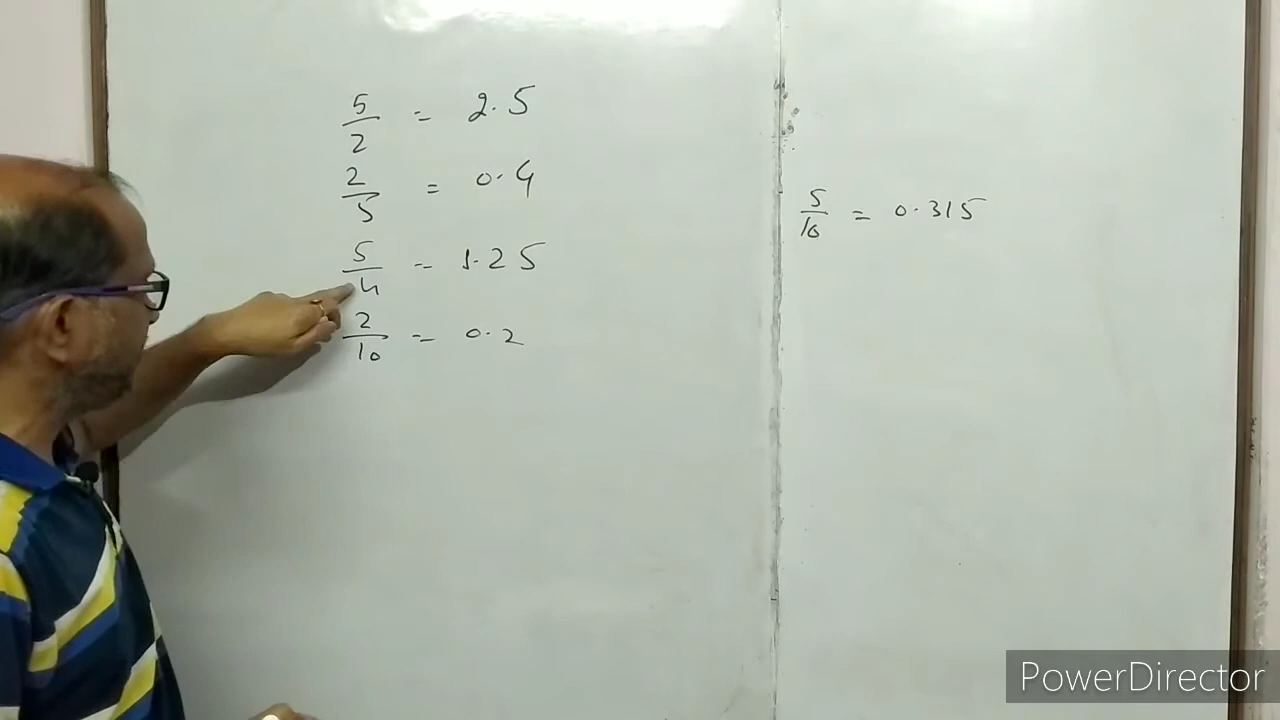 5/2 = 2.5
2/5 = 0.4
5/4 = 1.25
2/10 = 0.2
5/10 = 0.315
PowerDirector